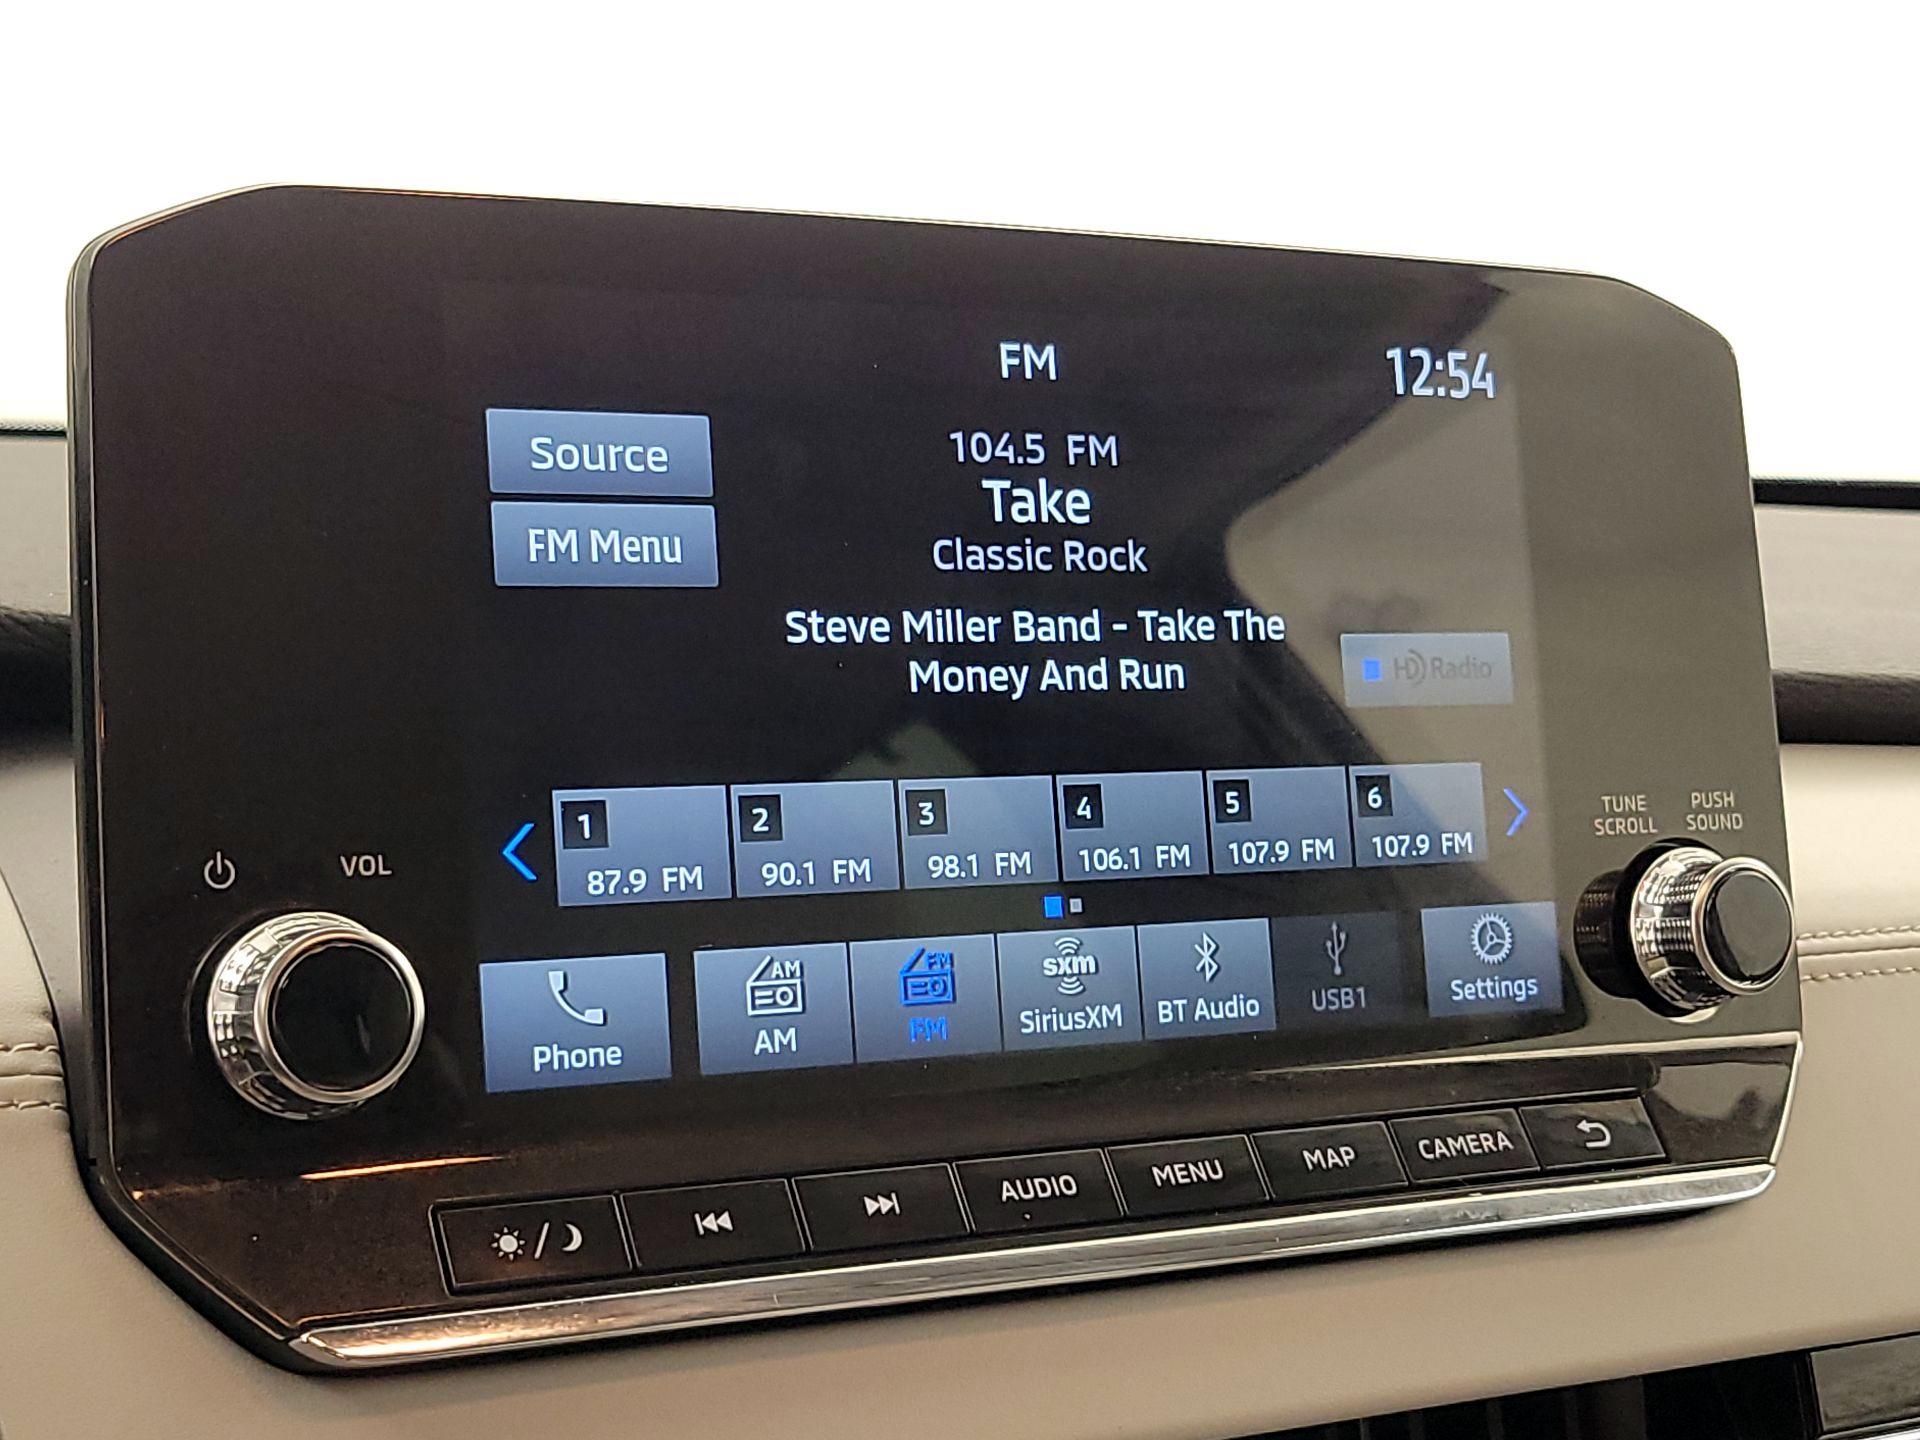 FM
12:54
Source
FM Menu
104.5 FM
Take
Classic Rock
Steve Miller Band - Take The
Money And Run
HD Radio
1
87.9 FM
2
90.1 FM
3
98.1 FM
4
106.1 FM
5
107.9 FM
6
107.9 FM
VOL
TUNE
SCROLL
PUSH
SOUND
Phone
AM
AM
FM
FM
sxm
SiriusXM
BT Audio
USB1
Settings
AUDIO
MENU
MAP
CAMERA